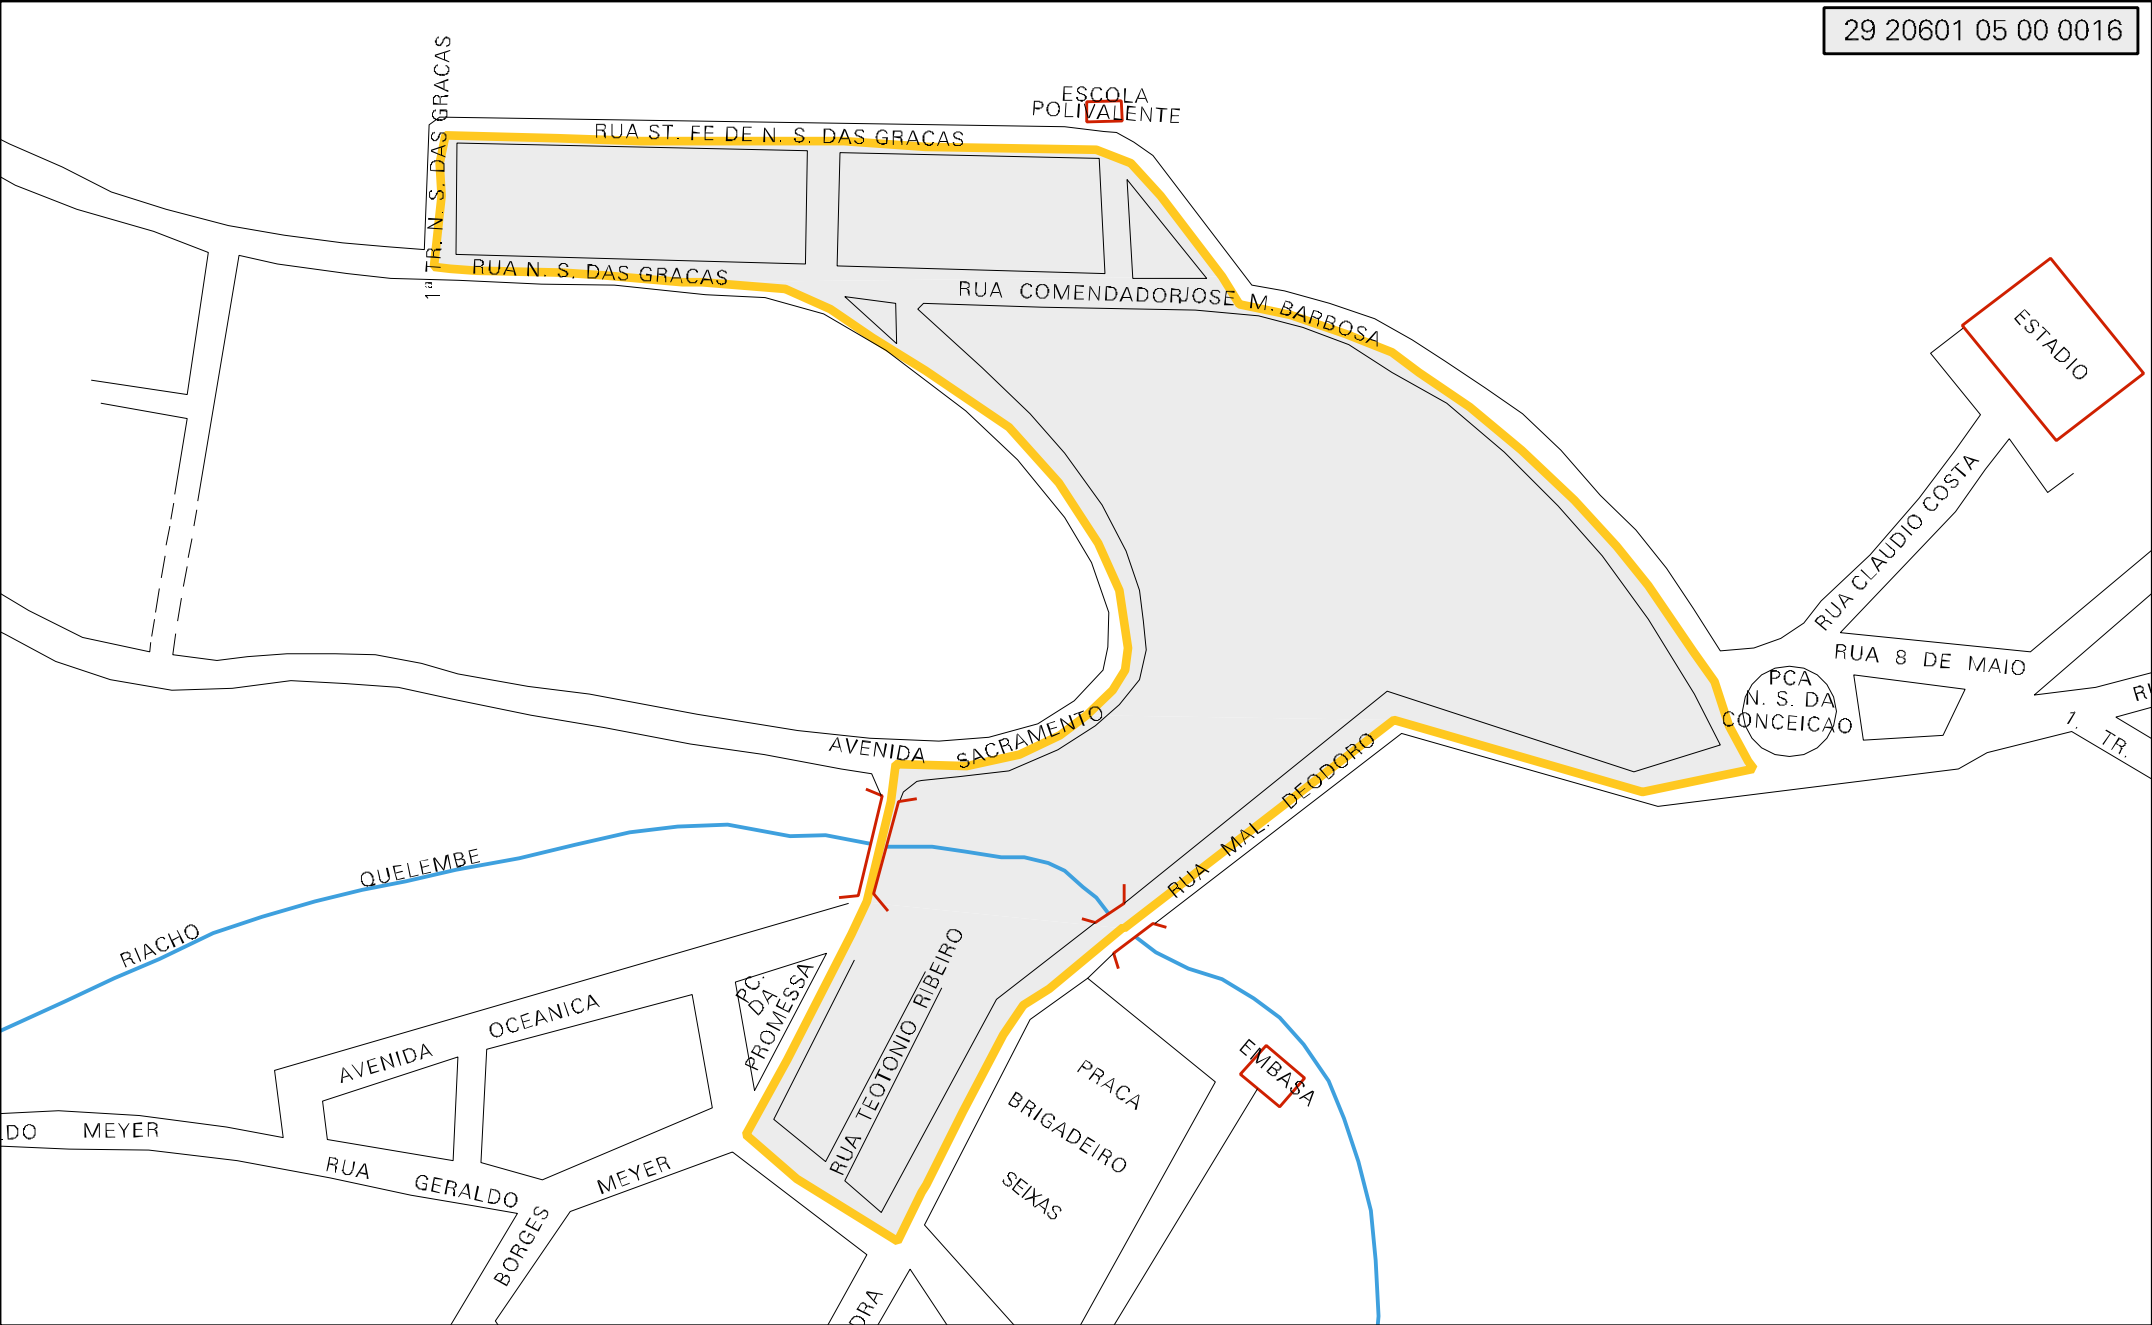 29 20601 05 00 0016
ESCOLA
POLIVALENTE
RUA ST. FE DE N. S. DAS GRACAS
1ª TR. N. S. DAS GRACAS
RUA N. S. DAS GRACAS
RUA COMENDADOR JOSE M. BARBOSA
ESTADIO
RUA CLAUDIO COSTA
RUA 8 DE MAIO
PCA
N. S. DA
CONCEICAO
1. TR.
AVENIDA SACRAMENTO
RUA MAL. DEODORO
RIACHO QUELEMBE
RUA TEOTONIO RIBEIRO
PC.
DA
PROMESSA
AVENIDA OCEANICA
DO MEYER
RUA GERALDO MEYER
BORGES
PRACA
BRIGADEIRO
SEIXAS
EMBASA
DRA